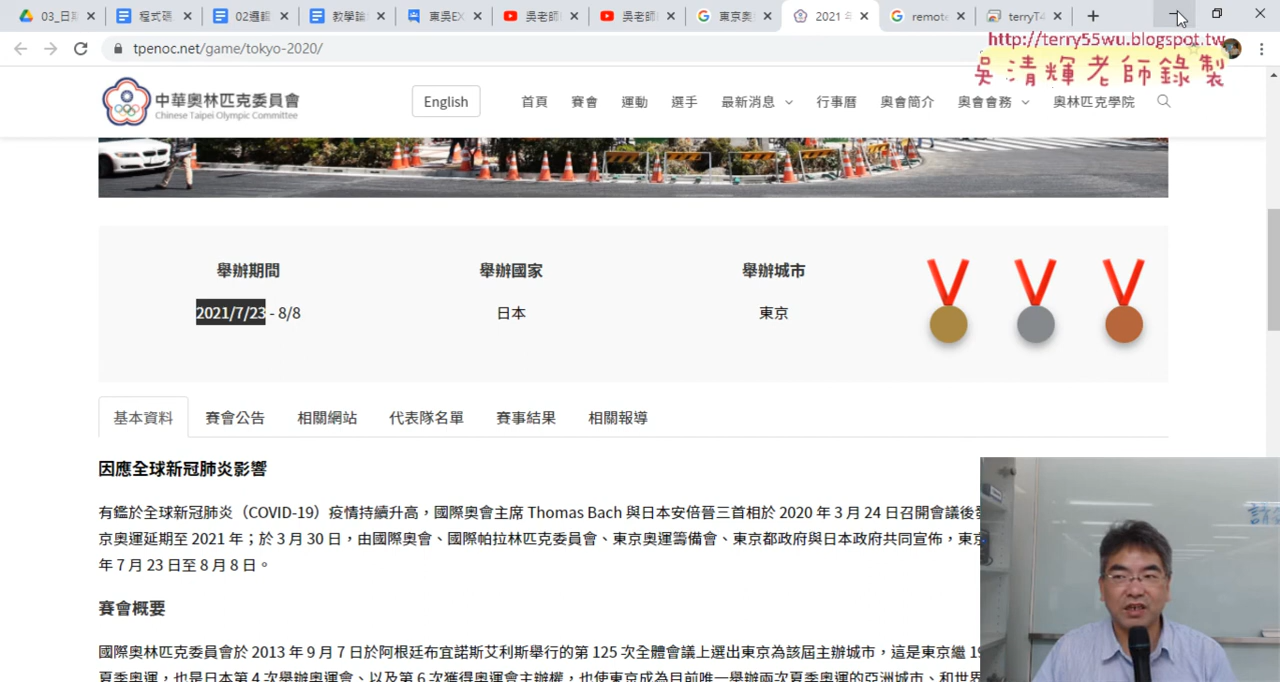 03_日
程式碼
02邏輯
教學論
東吳EX
吳老師
吳老師
東京奧
2021
remote
terryT4
tpenoc.net/game/tokyo-2020/
http://terry55wu.blogspot.tw
吳清輝老師錄製
中華奧林匹克委員會
Chinese Taipei Olympic Committee
English
首頁
賽會
運動
選手
最新消息
行事曆
奧會簡介
奧會會務
奧林匹克學院
舉辦期間
舉辦國家
舉辦城市
2021/7/23 - 8/8
日本
東京
基本資料
賽會公告
相關網站
代表隊名單
賽事結果
相關報導
因應全球新冠肺炎影響
有鑑於全球新冠肺炎（COVID-19）疫情持續升高，國際奧會主席 Thomas Bach 與日本安倍晉三首相於 2020 年 3 月 24 日召開會議後
京奧運延期至 2021 年；於 3 月 30 日，由國際奧會、國際帕拉林匹克委員會、東京奧運籌備會、東京都政府與日本政府共同宣佈，東京
年 7 月 23 日至 8 月 8 日。
賽會概要
國際奧林匹克委員會於 2013 年 9 月 7 日於阿根廷布宜諾斯艾利斯舉行的第 125 次全體會議上選出東京為該屆主辦城市，這是東京繼
夏季奧運，也是日本第 4 次舉辦奧運會、以及第 6 次獲得奧運會主辦權，也使東京成為目前唯一舉辦兩次夏季奧運的亞洲城市、和世界